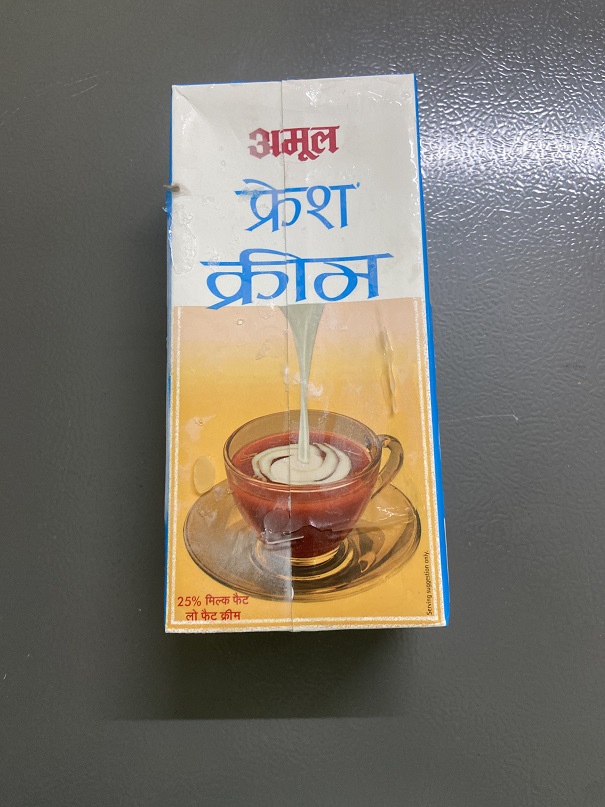 अमूल
फ्रेश
क्रीम
25% मिल्क फैट
लो फैट क्रीम
Serving suggestion only.